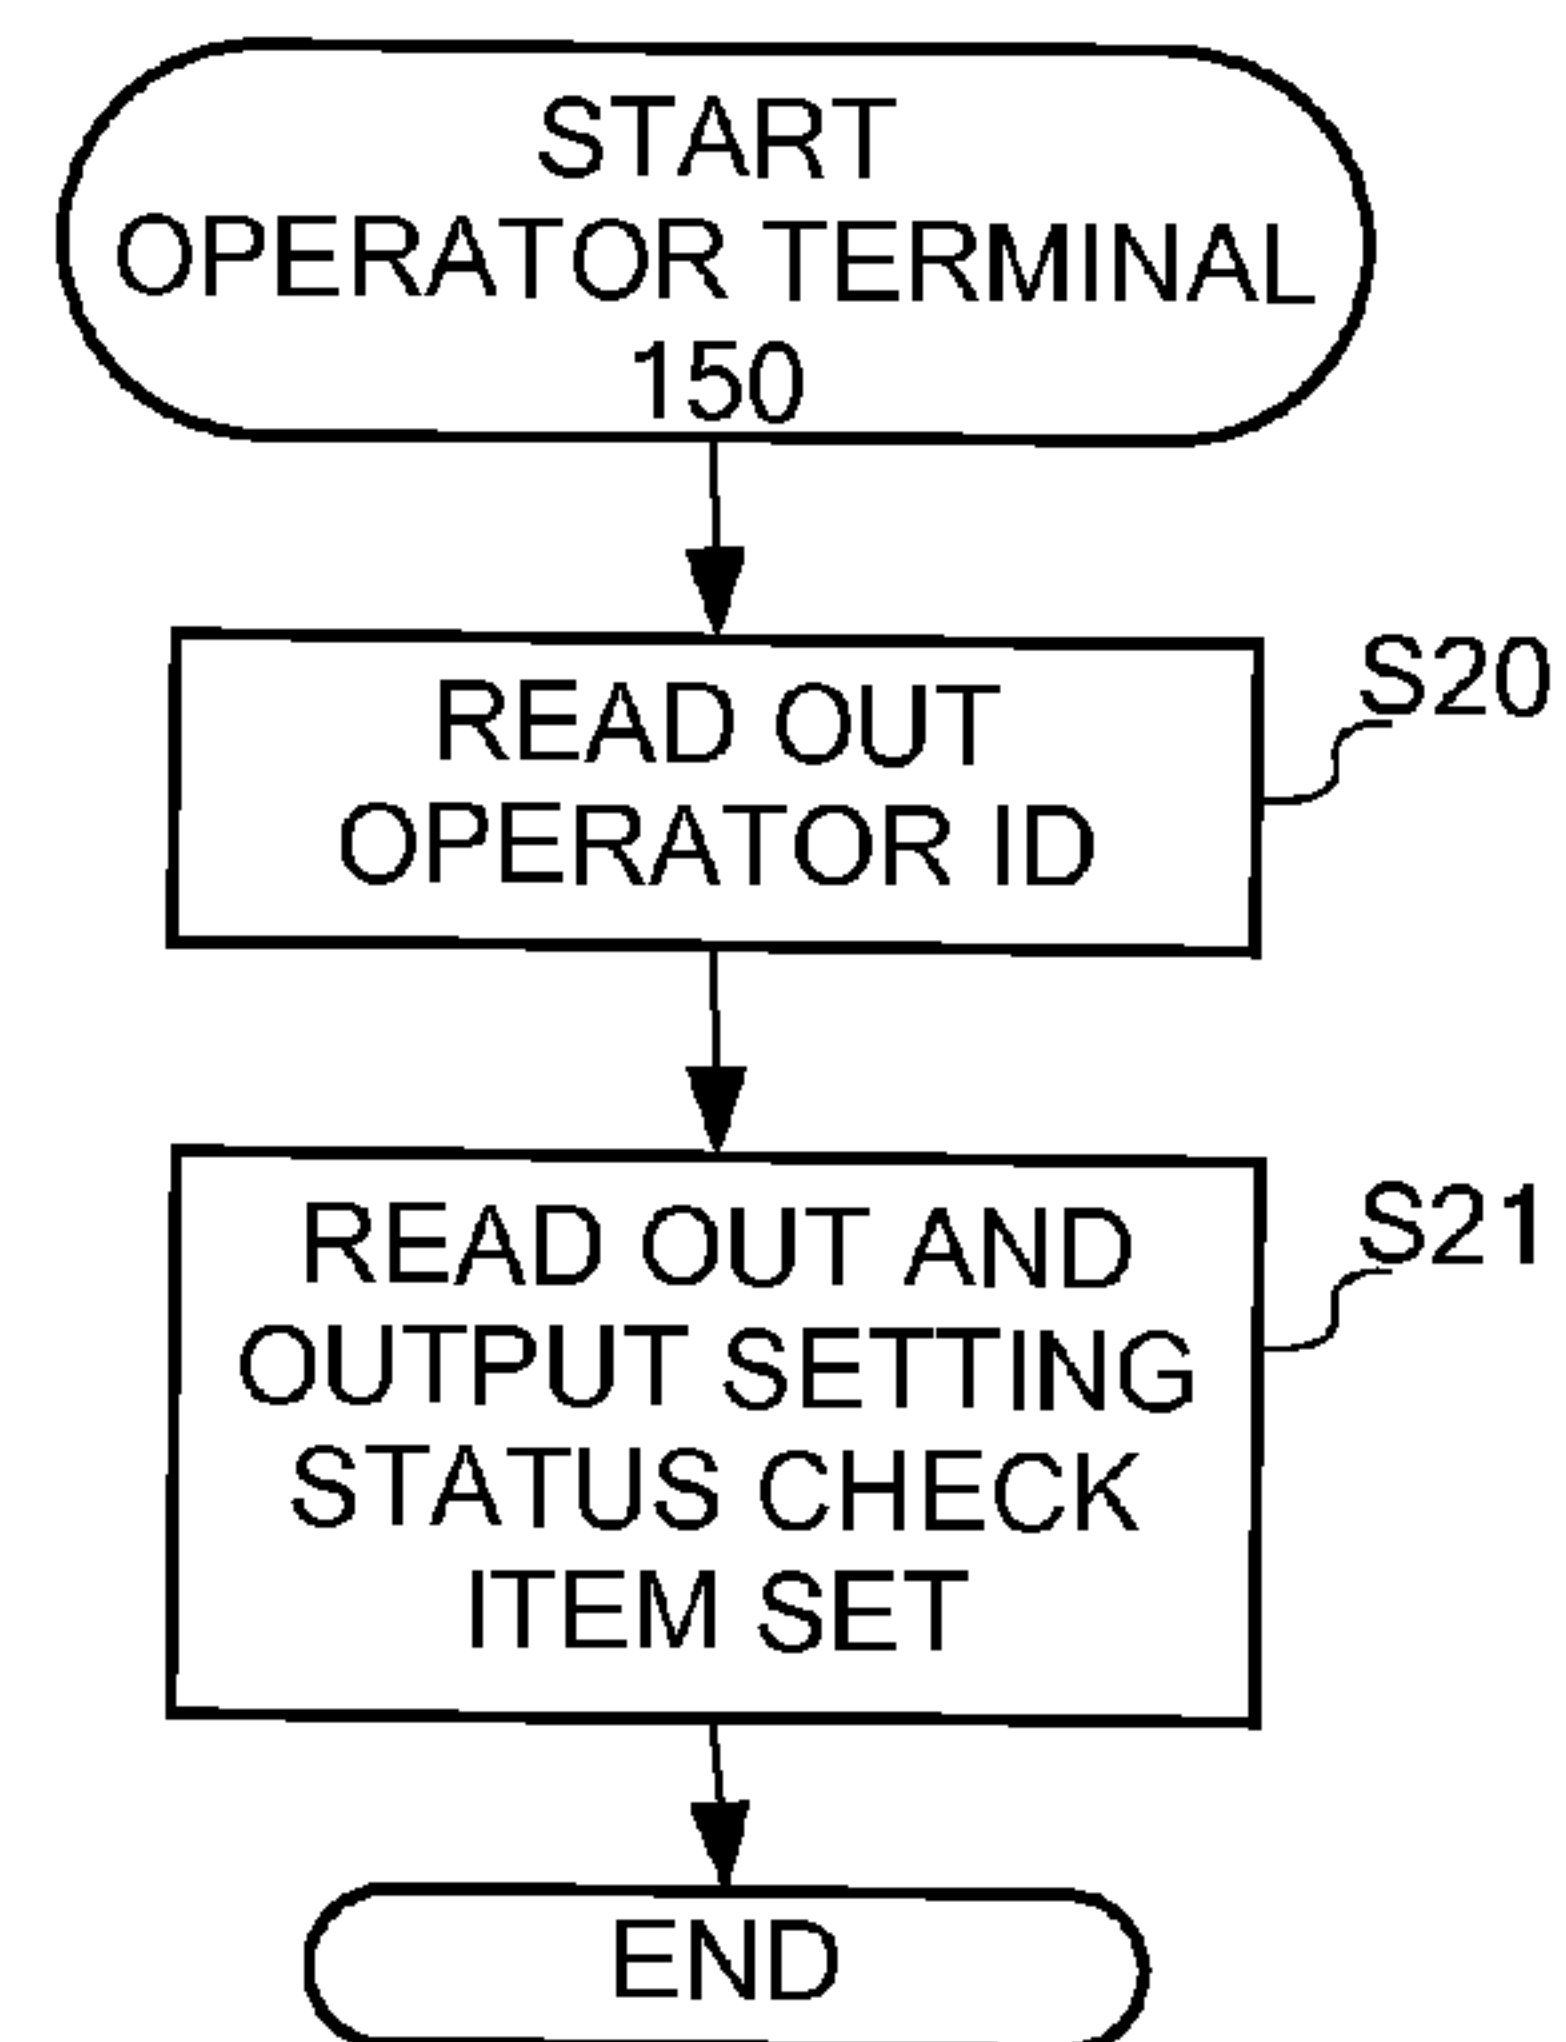 START
OPERATOR TERMINAL
150
READ OUT
OPERATOR ID
S20
READ OUT AND
OUTPUT SETTING
STATUS CHECK
ITEM SET
S21
END